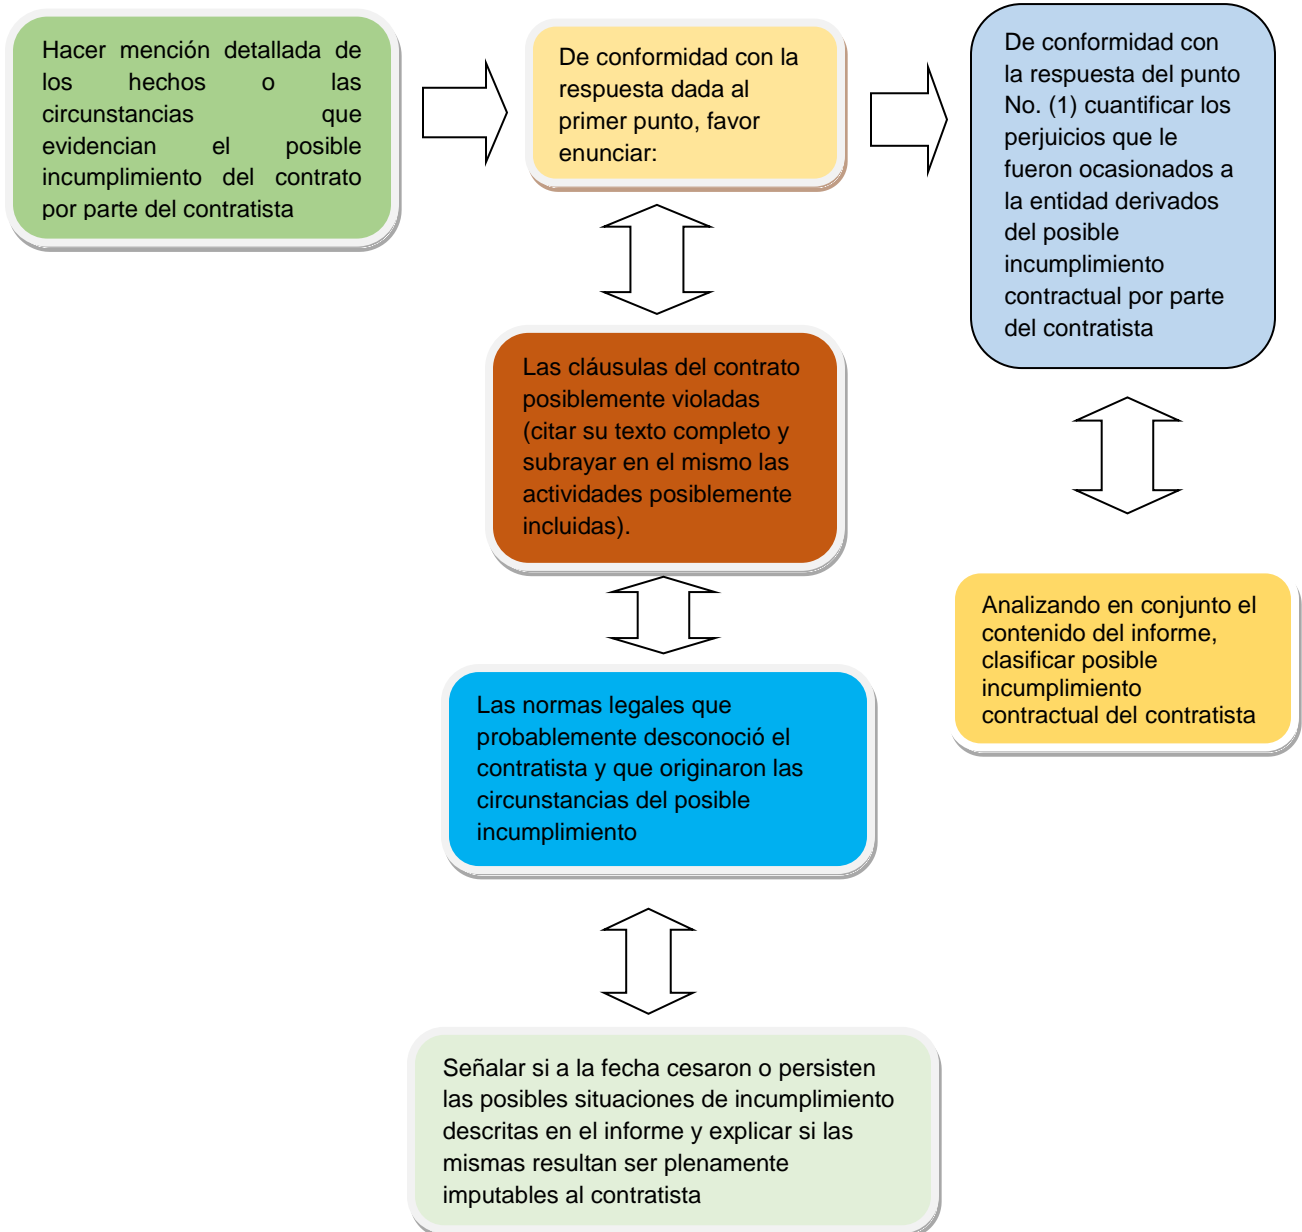 Hacer mención detallada de
los hechos o las
circunstancias que
evidencian el posible
incumplimiento del contrato
por parte del contratista
De conformidad con la
respuesta dada al
primer punto, favor
enunciar:
De conformidad con
la respuesta del punto
No. (1) cuantificar los
perjuicios que le
fueron ocasionados a
la entidad derivados
del posible
incumplimiento
contractual por parte
del contratista
Las cláusulas del contrato
posiblemente violadas
(citar su texto completo y
subrayar en el mismo las
actividades posiblemente
incluidas).
Analizando en conjunto el
contenido del informe,
clasificar posible
incumplimiento
contractual del contratista
Las normas legales que
probablemente desconoció el
contratista y que originaron las
circunstancias del posible
incumplimiento
Señalar si a la fecha cesaron o persisten
las posibles situaciones de incumplimiento
descritas en el informe y explicar si las
mismas resultan ser plenamente
imputables al contratista